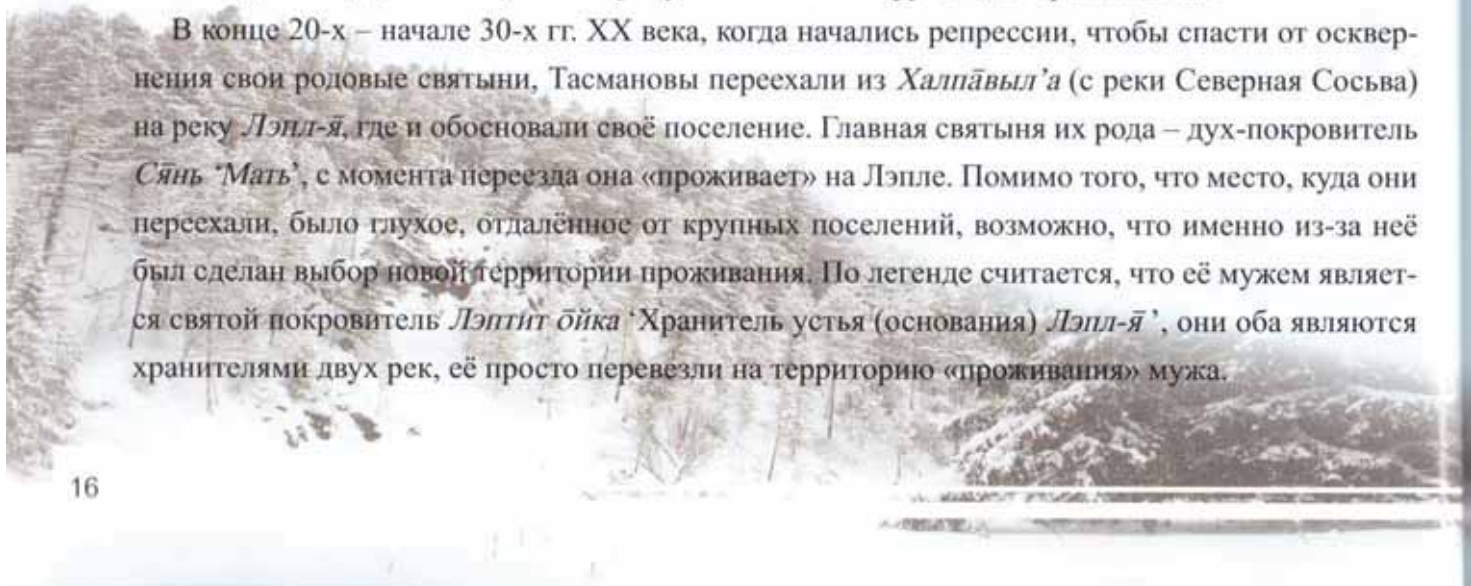 В конце 20-х – начале 30-х гг. XX века, когда начались репрессии, чтобы спасти от осквер-
нения свои родовые святыни, Тасмановы переехали из Халпа̄выл’а (с реки Северная Сосьва)
на реку Лэпл-я̄, где и обосновали своё поселение. Главная святыня их рода – дух-покровитель
Ся̄нь ‘Мать’, с момента переезда она «проживает» на Лэпле. Помимо того, что место, куда они
переехали, было глухое, отдалённое от крупных поселений, возможно, что именно из-за неё
был сделан выбор новой территории проживания. По легенде считается, что её мужем являет-
ся святой покровитель Лэптӣт о̄йка ‘Хранитель устья (основания) Лэпл-я̄ ’, они оба являются
хранителями двух рек, её просто перевезли на территорию «проживания» мужа.
16